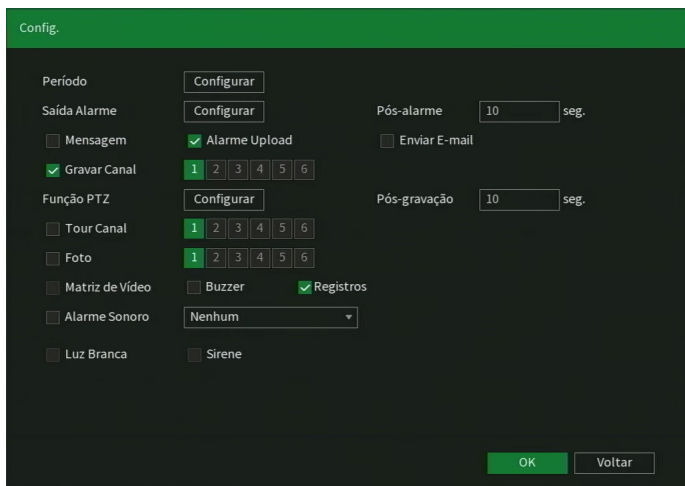 Config.
Período Configurar
Saída Alarme Configurar Pós-alarme 10 seg.
Mensagem Alarme Upload Enviar E-mail
Gravar Canal 1 2 3 4 5 6
Função PTZ Configurar Pós-gravação 10 seg.
Tour Canal 1 2 3 4 5 6
Foto 1 2 3 4 5 6
Matriz de Vídeo Buzzer Registros
Alarme Sonoro Nenhum
Luz Branca Sirene
OK Voltar